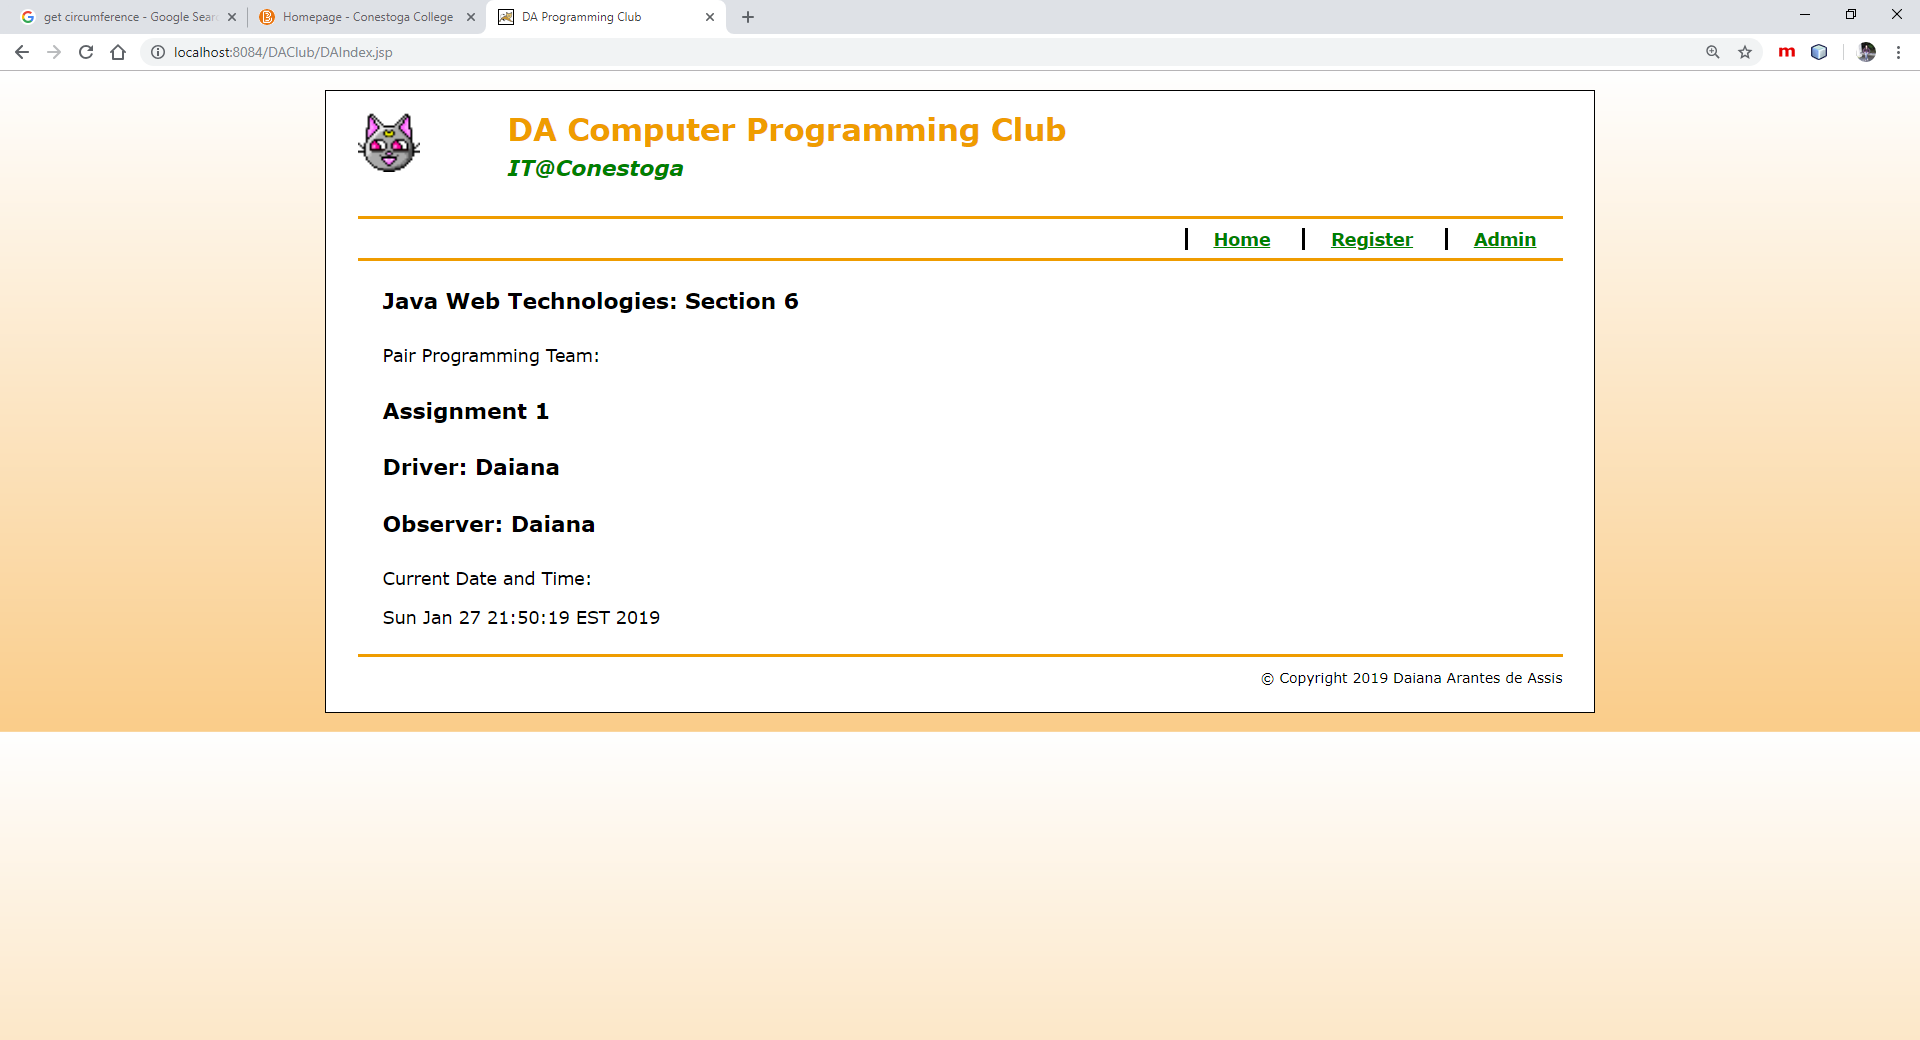 get circumference - Google Sear
Homepage - Conestoga College
DA Programming Club
localhost:8084/DAClub/DAIndex.jsp
m
DA Computer Programming Club
IT@Conestoga
Home
Register
Admin
Java Web Technologies: Section 6
Pair Programming Team:
Assignment 1
Driver: Daiana
Observer: Daiana
Current Date and Time:
Sun Jan 27 21:50:19 EST 2019
© Copyright 2019 Daiana Arantes de Assis